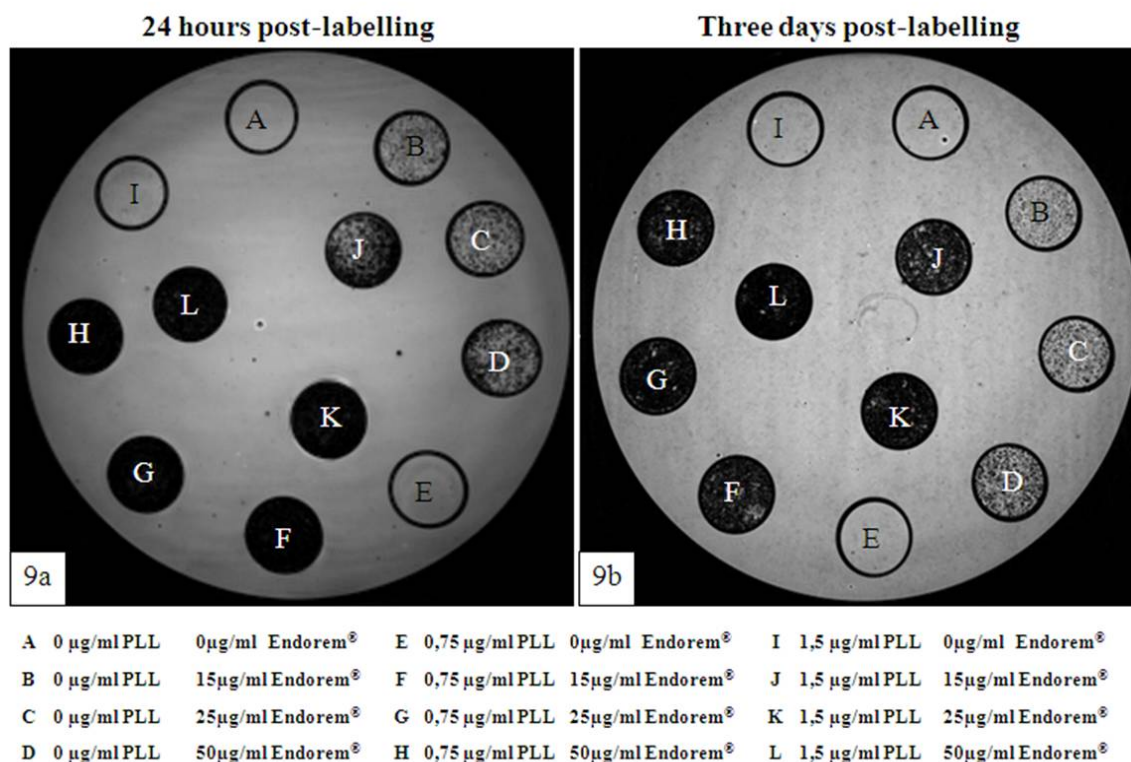 24 hours post-labelling
Three days post-labelling
A
B
I
J
C
H
L
D
K
G
E
F
9a
I
A
H
B
J
L
C
G
K
F
D
E
9b
A 0 µg/ml PLL 0µg/ml Endorem® E 0,75 µg/ml PLL 0µg/ml Endorem® I 1,5 µg/ml PLL 0µg/ml Endorem®
B 0 µg/ml PLL 15µg/ml Endorem® F 0,75 µg/ml PLL 15µg/ml Endorem® J 1,5 µg/ml PLL 15µg/ml Endorem®
C 0 µg/ml PLL 25µg/ml Endorem® G 0,75 µg/ml PLL 25µg/ml Endorem® K 1,5 µg/ml PLL 25µg/ml Endorem®
D 0 µg/ml PLL 50µg/ml Endorem® H 0,75 µg/ml PLL 50µg/ml Endorem® L 1,5 µg/ml PLL 50µg/ml Endorem®